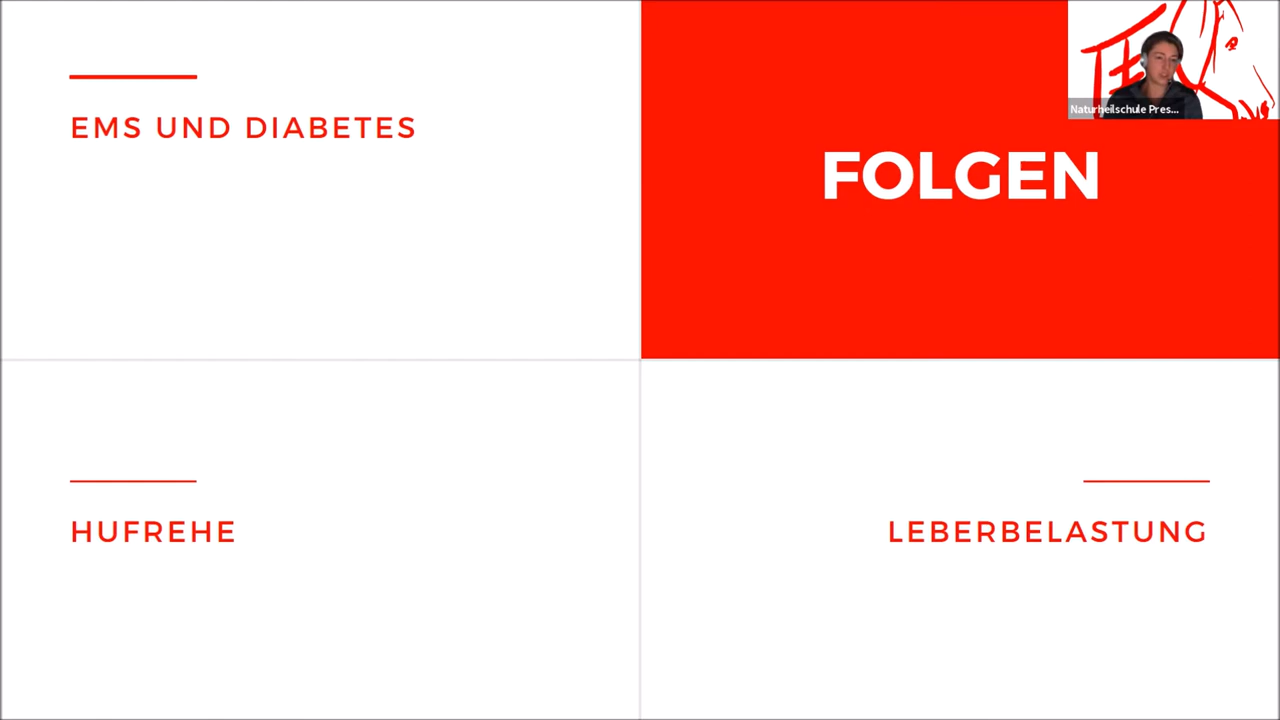 EMS UND DIABETES
FOLGEN
Naturheilschule Pres...
HUFREHE
LEBERBELASTUNG